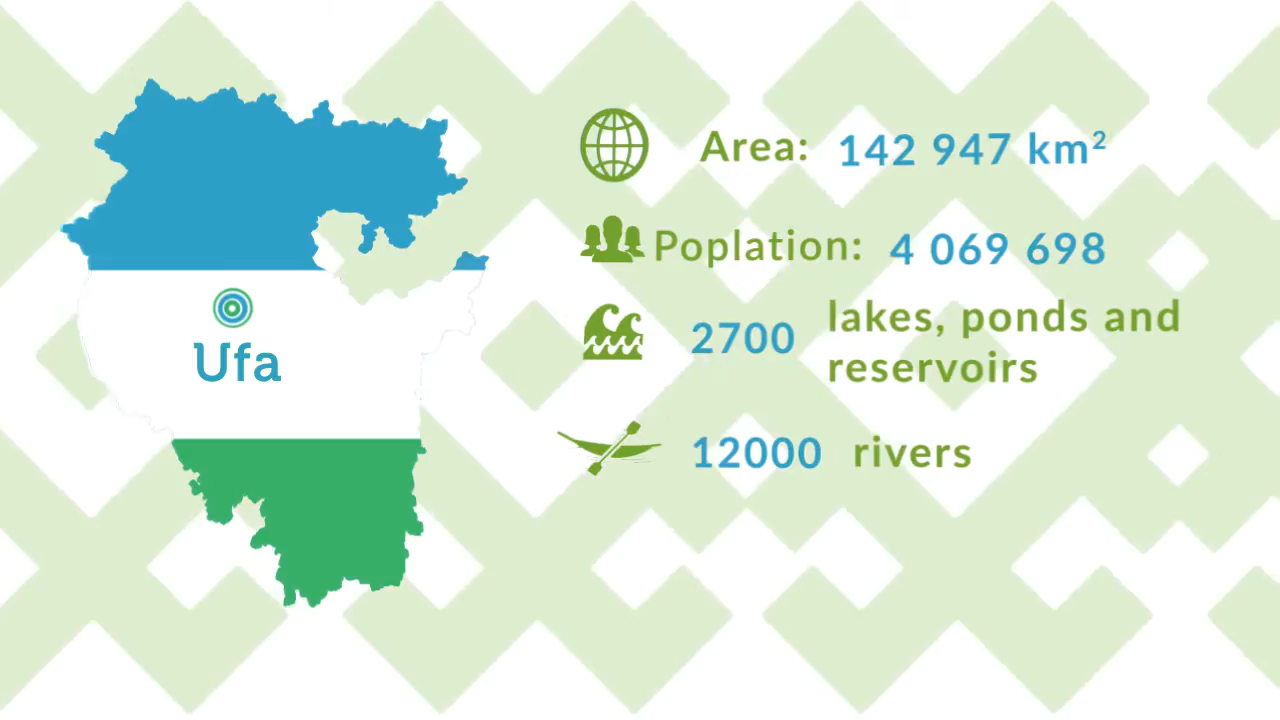 Area: 142 947 km²
Poplation: 4 069 698
2700 lakes, ponds and
reservoirs
Ufa
12000 rivers